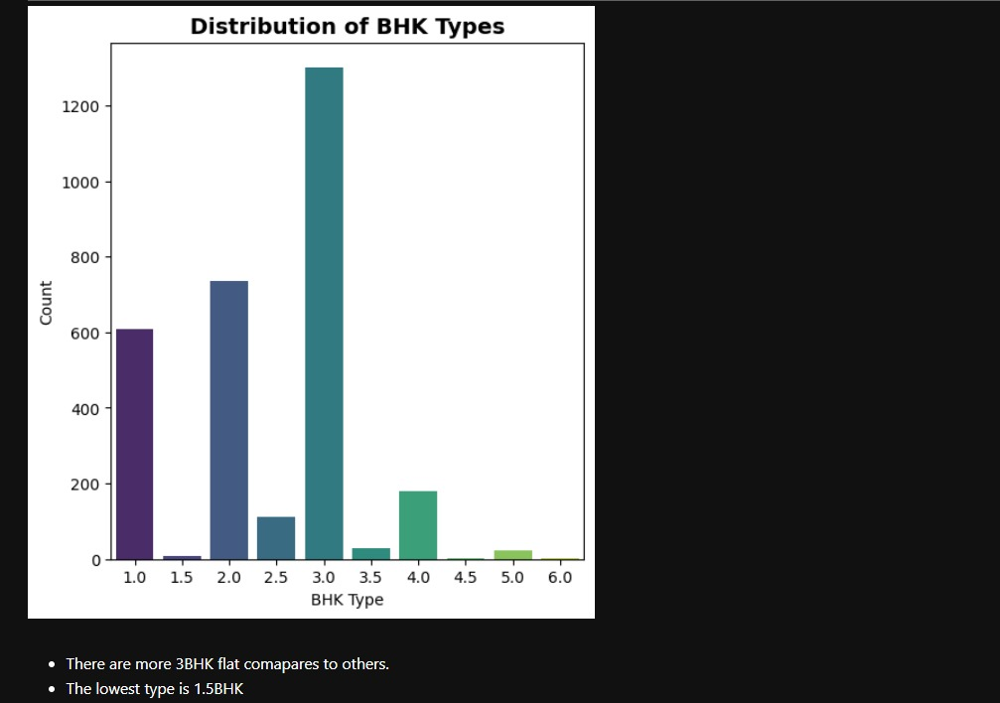 Distribution of BHK Types
Count
1200
1000
800
600
400
200
0
1.0 1.5 2.0 2.5 3.0 3.5 4.0 4.5 5.0 6.0
BHK Type
• There are more 3BHK flat comapares to others.
• The lowest type is 1.5BHK